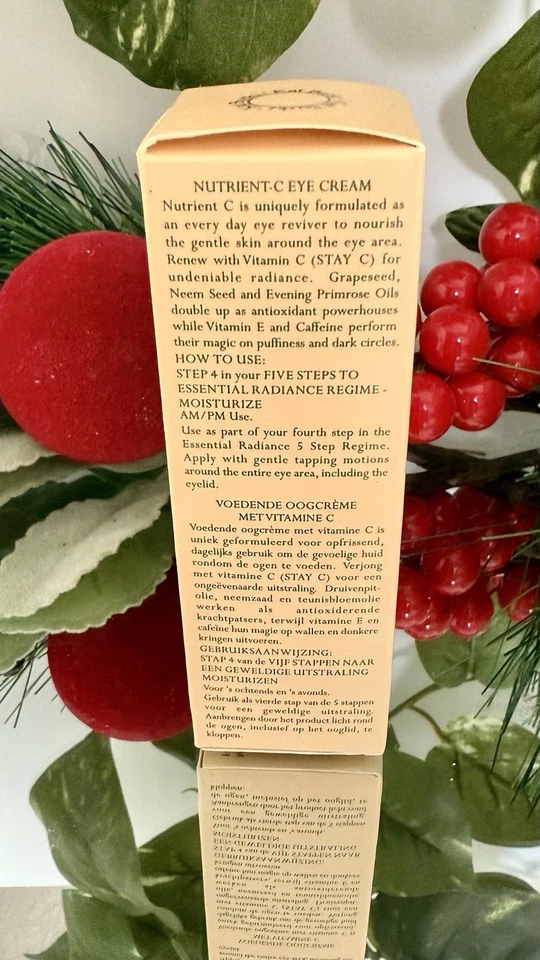 NUTRIENT-C EYE CREAM
Nutrient C is uniquely formulated as
an every day eye reviver to nourish
the gentle skin around the eye area.
Renew with Vitamin C (STAY C) for
undeniable radiance. Grapeseed,
Neem Seed and Evening Primrose Oils
double up as antioxidant powerhouses
while Vitamin E and Caffeine perform
their magic on puffiness and dark circles.
HOW TO USE:
STEP 4 in your FIVE STEPS TO
ESSENTIAL RADIANCE REGIME -
MOISTURIZE
AM/PM Use.
Use as part of your fourth step in the
Essential Radiance 5 Step Regime.
Apply with gentle tapping motions
around the entire eye area, including the
eyelid.
VOEDENDE OOGCRÈME
MET VITAMINE C
Voedende oogcrème met vitamine C is
uniek geformuleerd voor opfrissend,
dagelijks gebruik om de gevoelige huid
rondom de ogen te voeden. Verjong
met vitamine C (STAY C) voor een
ongeëvenaarde uitstraling. Druivenpit-
olie, neemzaad en teunisbloemolie
werken als antioxiderende
krachtpatsers, terwijl vitamine E en
cafeïne hun magie op wallen en donkere
kringen uitvoeren.
GEBRUIKSAANWIJZING:
STAP 4 van de VIJF STAPPEN NAAR
EEN GEWELDIGE UITSTRALING
MOISTURIZEN
Voor 's ochtends en 's avonds.
Gebruik als vierde stap van de 5 stappen
voor een geweldige uitstraling.
Aanbrengen door het product licht rond
de ogen, inclusief op het ooglid, te
kloppen.